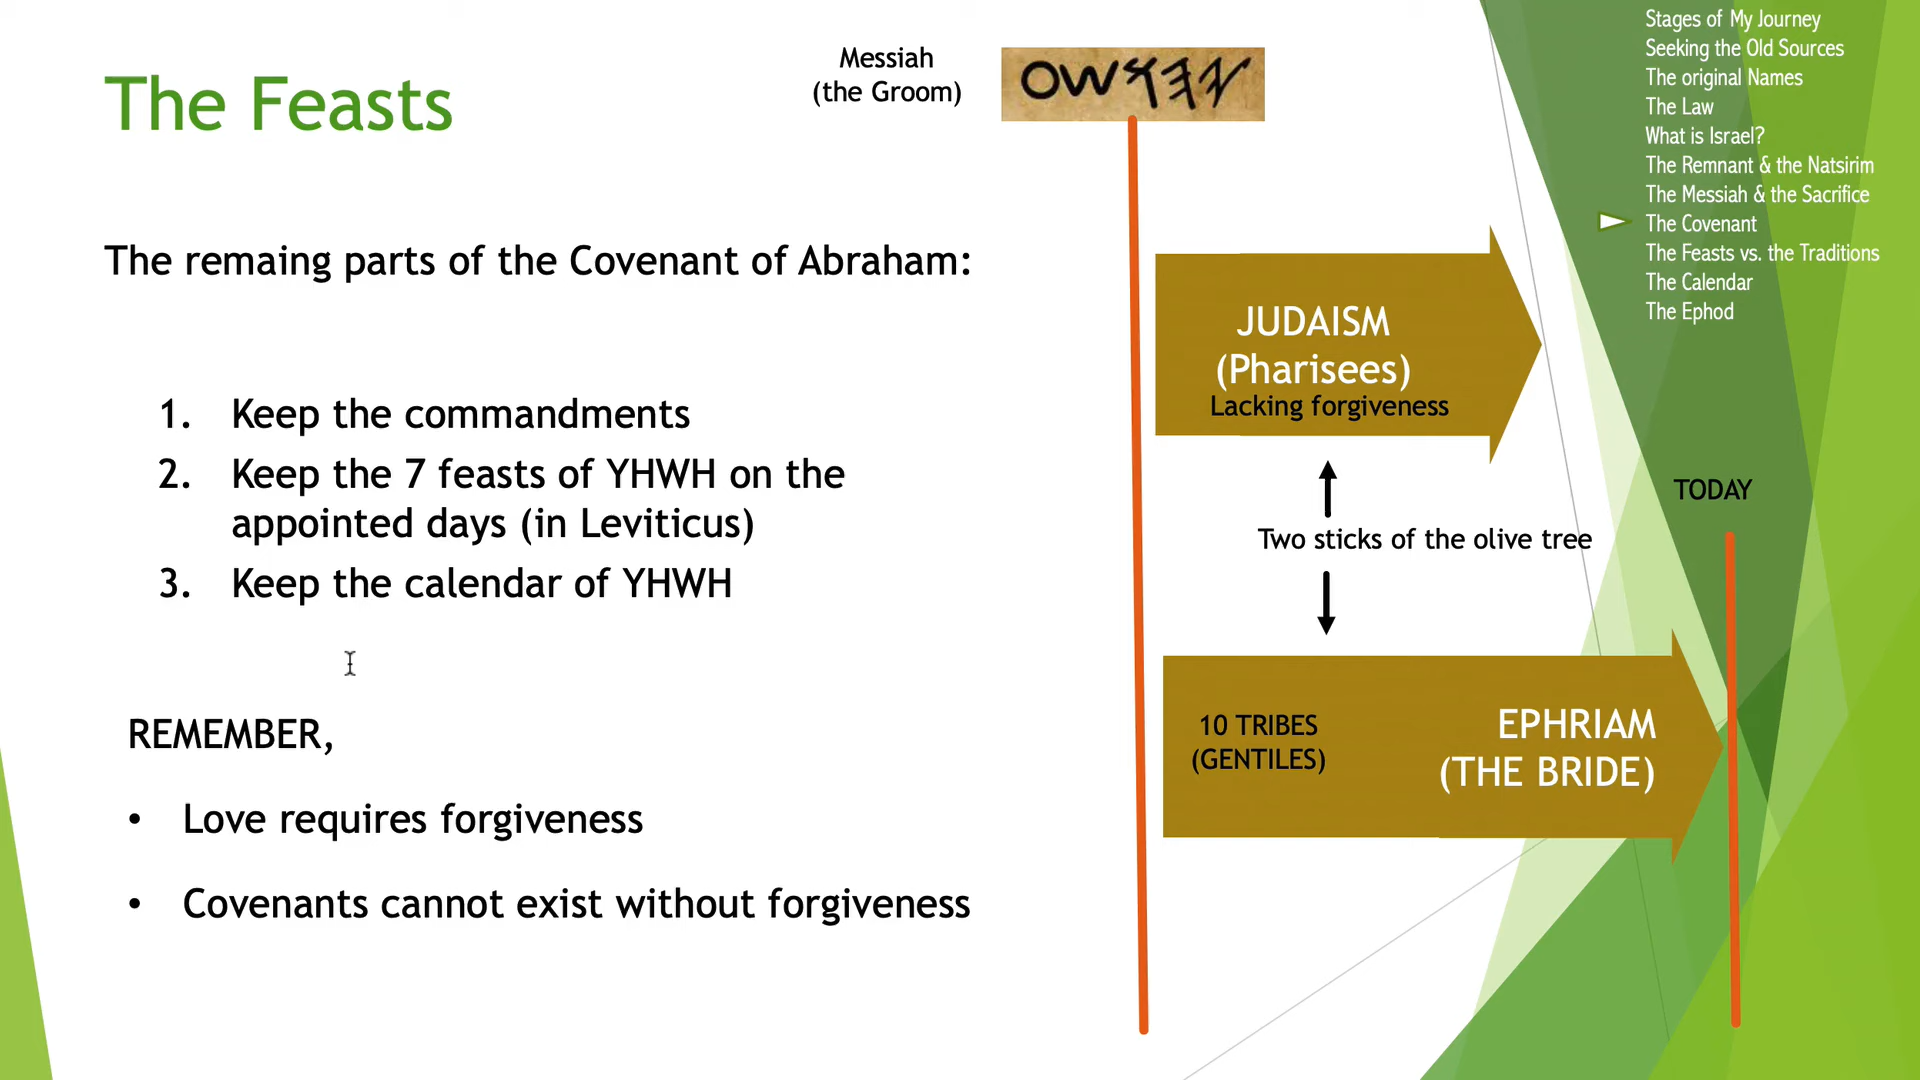 The Feasts
Messiah
(the Groom)
𐤉𐤄𐤅𐤔𐤏
The remaing parts of the Covenant of Abraham:
1. Keep the commandments
2. Keep the 7 feasts of YHWH on the
appointed days (in Leviticus)
3. Keep the calendar of YHWH
REMEMBER,
• Love requires forgiveness
• Covenants cannot exist without forgiveness
JUDAISM
(Pharisees)
Lacking forgiveness
Two sticks of the olive tree
10 TRIBES
(GENTILES)
EPHRIAM
(THE BRIDE)
TODAY
Stages of My Journey
Seeking the Old Sources
The original Names
The Law
What is Israel?
The Remnant & the Natsirim
The Messiah & the Sacrifice
The Covenant
The Feasts vs. the Traditions
The Calendar
The Ephod